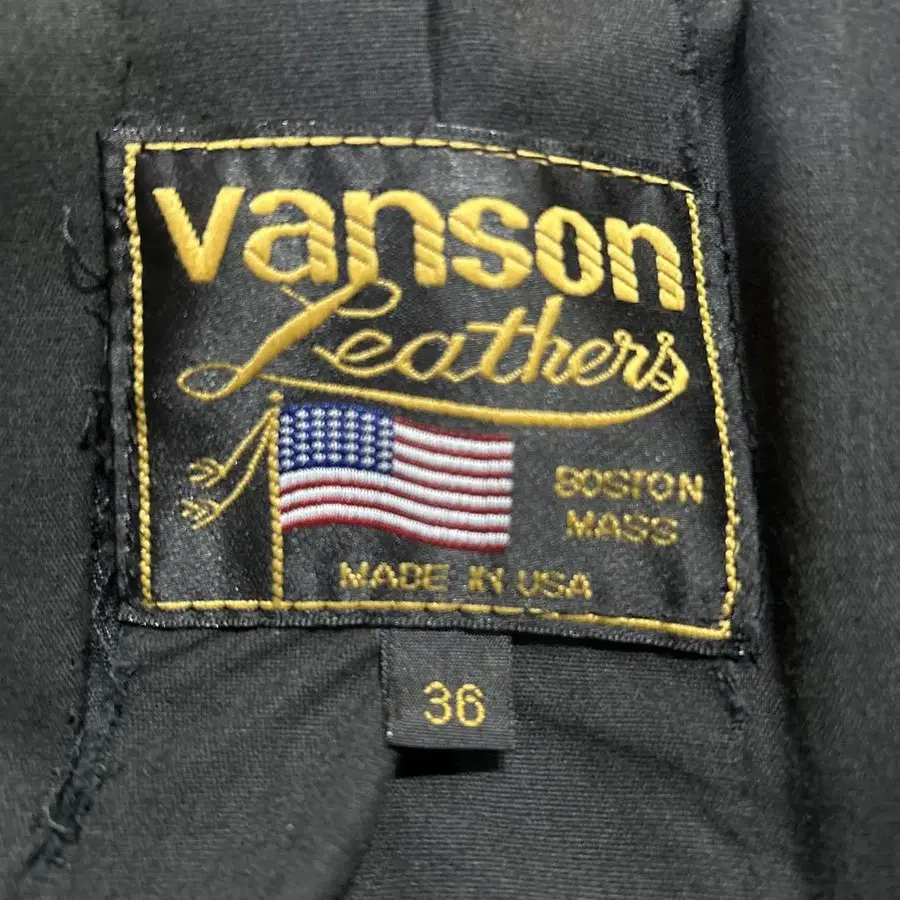 vanson
Leathers
BOSTON
MASS
MADE IN USA
36